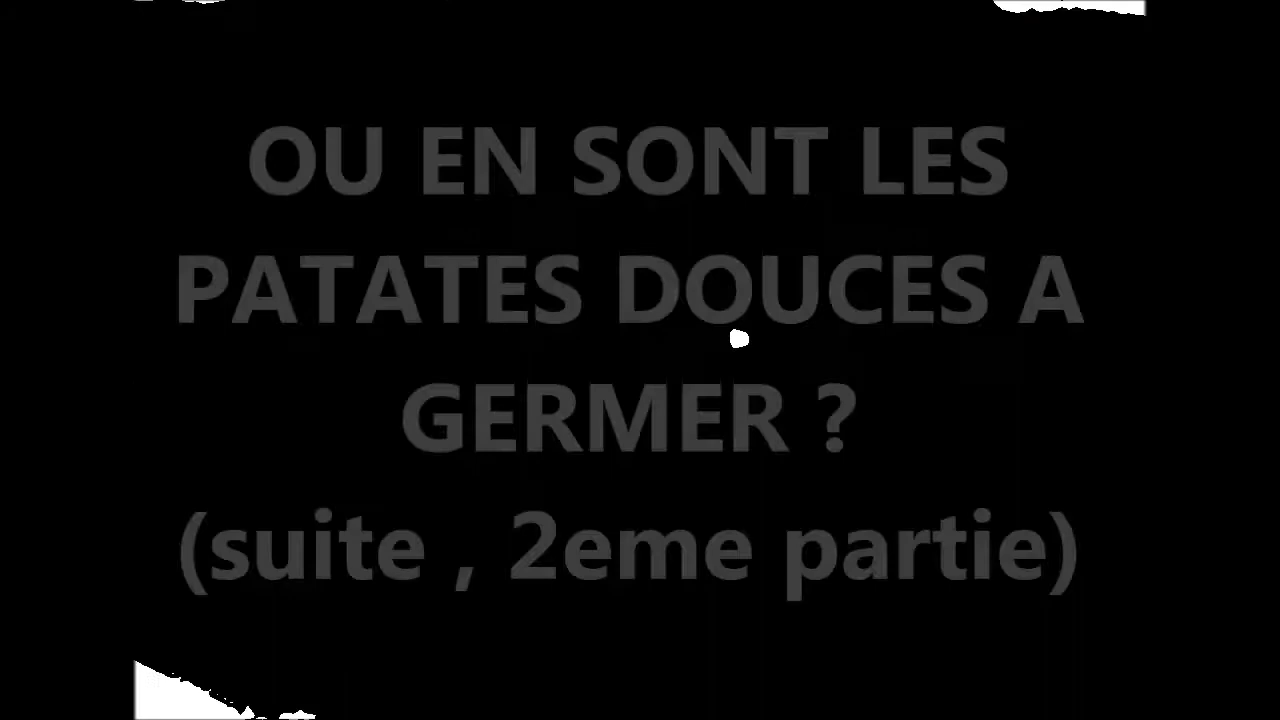 OU EN SONT LES
PATATES DOUCES A
GERMER ?
(suite , 2eme partie)